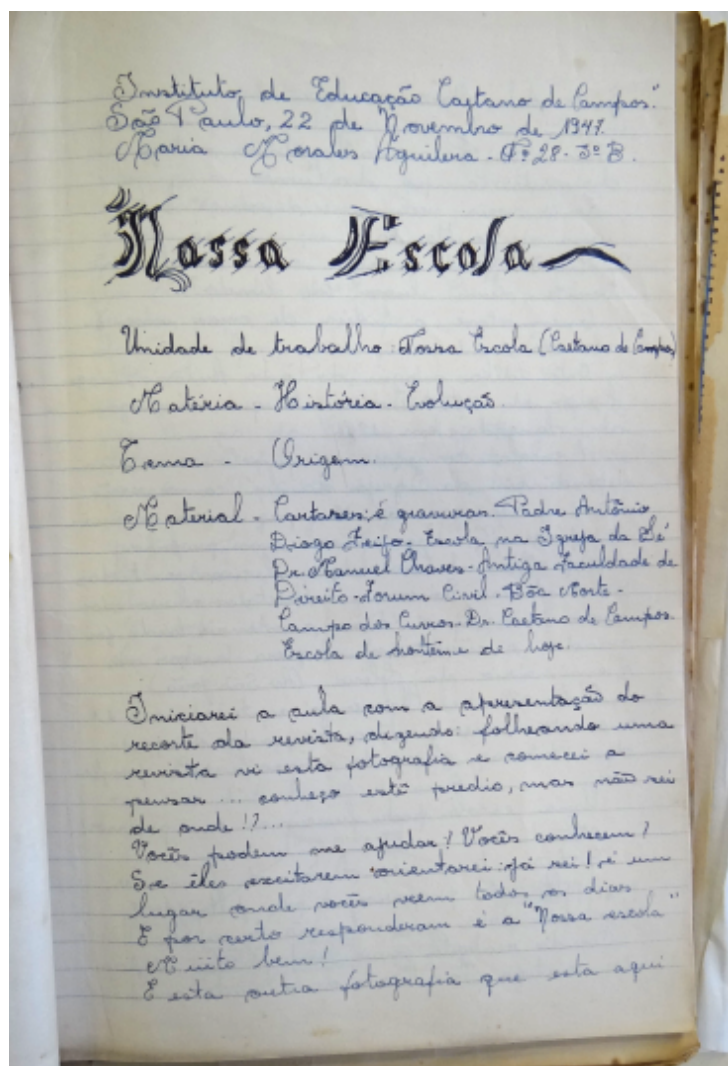 Instituto de Educação Caetano de Campos."
São Paulo, 22 de Novembro de 1947.
Maria Morales Aguilera - Nº 28 - 3º B.
Nossa Escola
Unidade de trabalho: Nossa Escola (Caetano de Campos)
Matéria - História - Evolução.
Tema - Origem.
Material - Cartazes; é gravuras. Padre Antônio
Diogo Feijo - Escola na Igreja da Sé
Dr. Manuel Chaves - Antiga Faculdade de
Direito - Forum Civil - Bôa Morte -
Campo dos Curros - Dr. Caetano de Campos.
Escola de hontem e de hoje.
Iniciarei a aula com a apresentação do
recorte da revista, dizendo: folheando uma
revista vi esta fotografia e comecei a
pensar ... conheço este predio, mas não sei
de onde!?...
Vocês podem me ajudar? Vocês conhecem?
Se êles exitarem orientarei: já sei! é um
lugar onde vocês veem todos os dias
E por certo responderam é a "Nossa escola"
Muito bem!
E esta outra fotografia que esta aqui